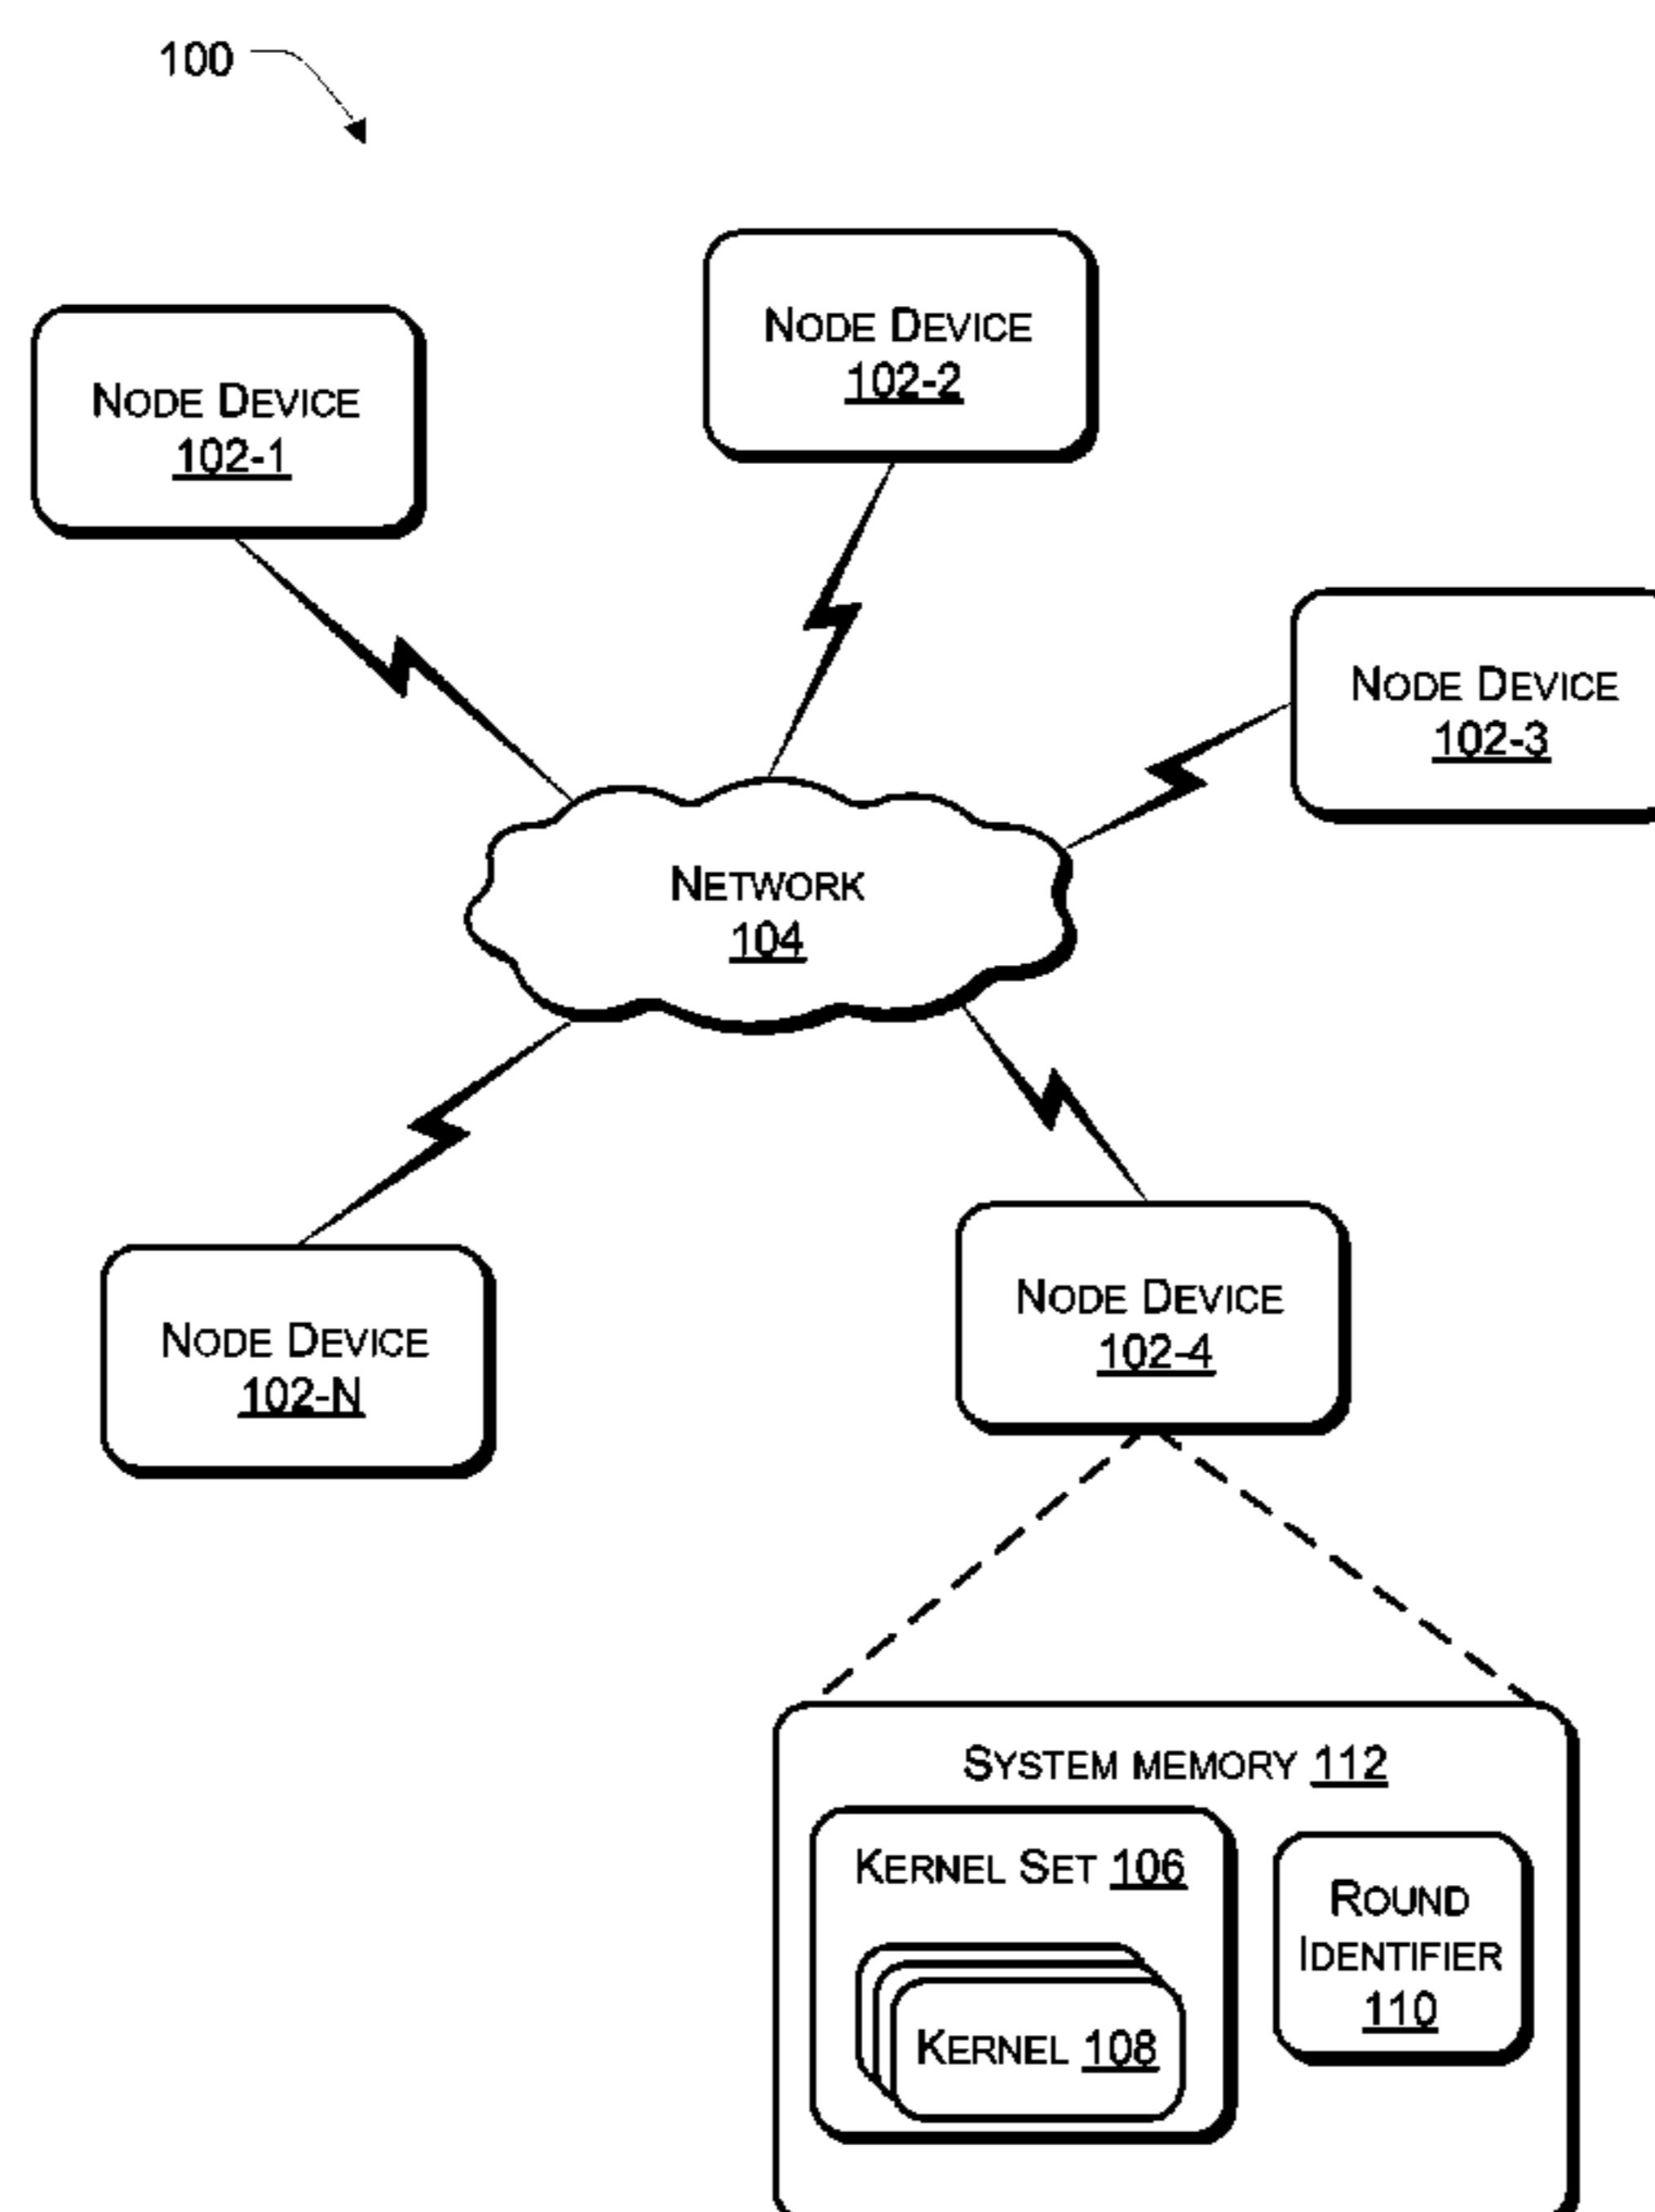 100
NODE DEVICE
102-2
NODE DEVICE
102-1
NODE DEVICE
102-3
NETWORK
104
NODE DEVICE
102-4
NODE DEVICE
102-N
SYSTEM MEMORY 112
KERNEL SET 106
ROUND
IDENTIFIER
110
KERNEL 108